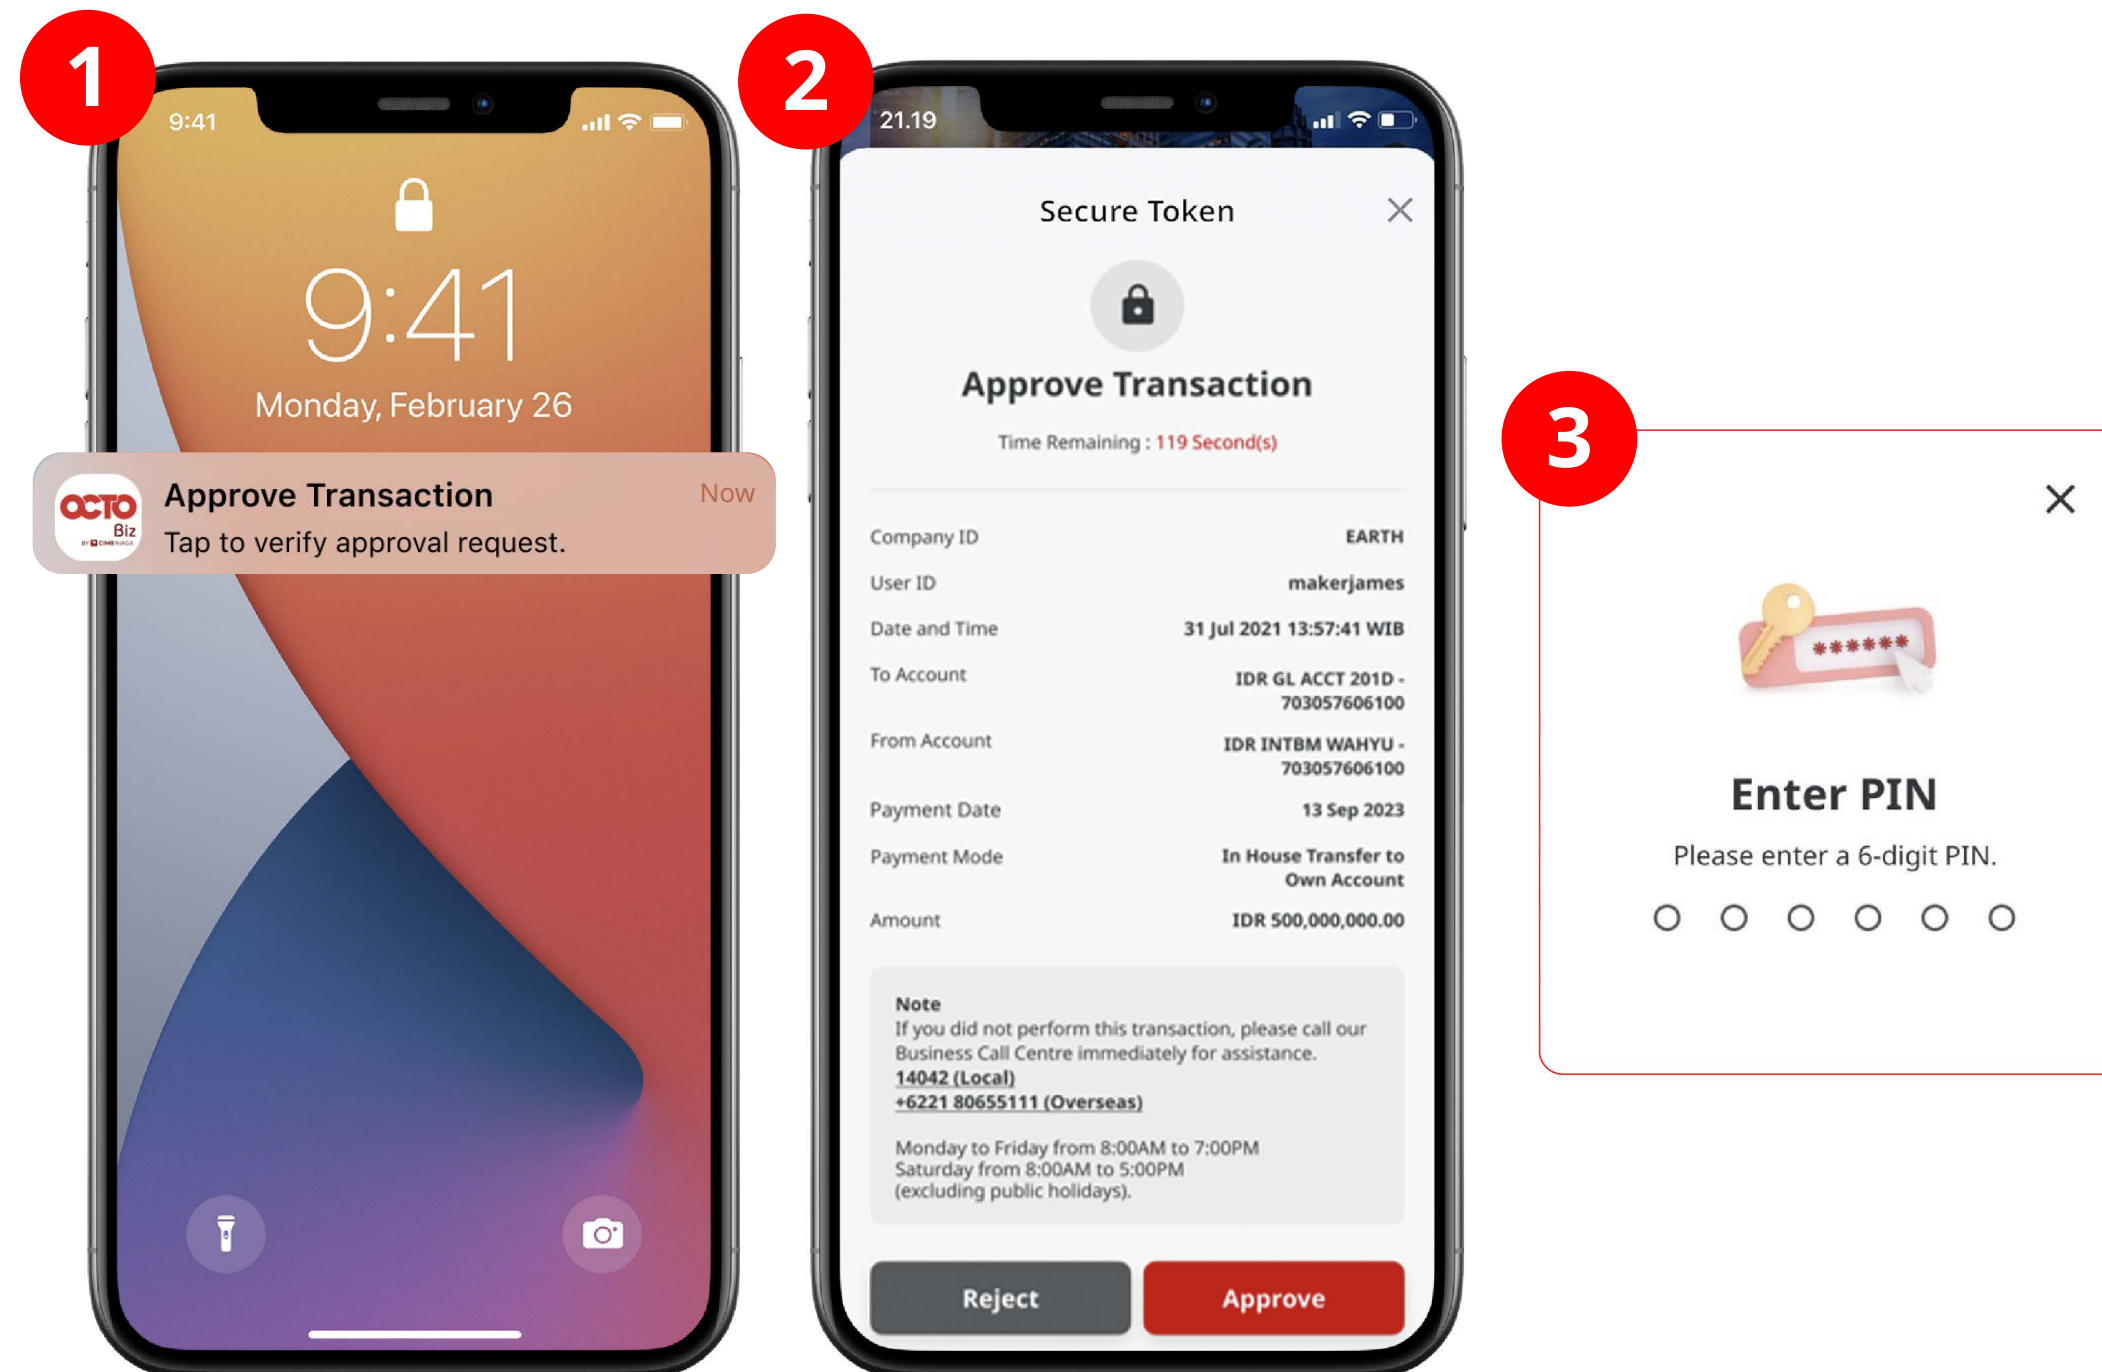 1
9:41
9:41
Monday, February 26
OCTO
Biz
BY CIMB NIAGA
Approve Transaction
Now
Tap to verify approval request.
2
21.19
Secure Token
Approve Transaction
Time Remaining : 119 Second(s)
Company ID EARTH
User ID makerjames
Date and Time 31 Jul 2021 13:57:41 WIB
To Account IDR GL ACCT 201D -
703057606100
From Account IDR INTBM WAHYU -
703057606100
Payment Date 13 Sep 2023
Payment Mode In House Transfer to
Own Account
Amount IDR 500,000,000.00
Note
If you did not perform this transaction, please call our
Business Call Centre immediately for assistance.
14042 (Local)
+6221 80655111 (Overseas)
Monday to Friday from 8:00AM to 7:00PM
Saturday from 8:00AM to 5:00PM
(excluding public holidays).
Reject
Approve
3
******
Enter PIN
Please enter a 6-digit PIN.